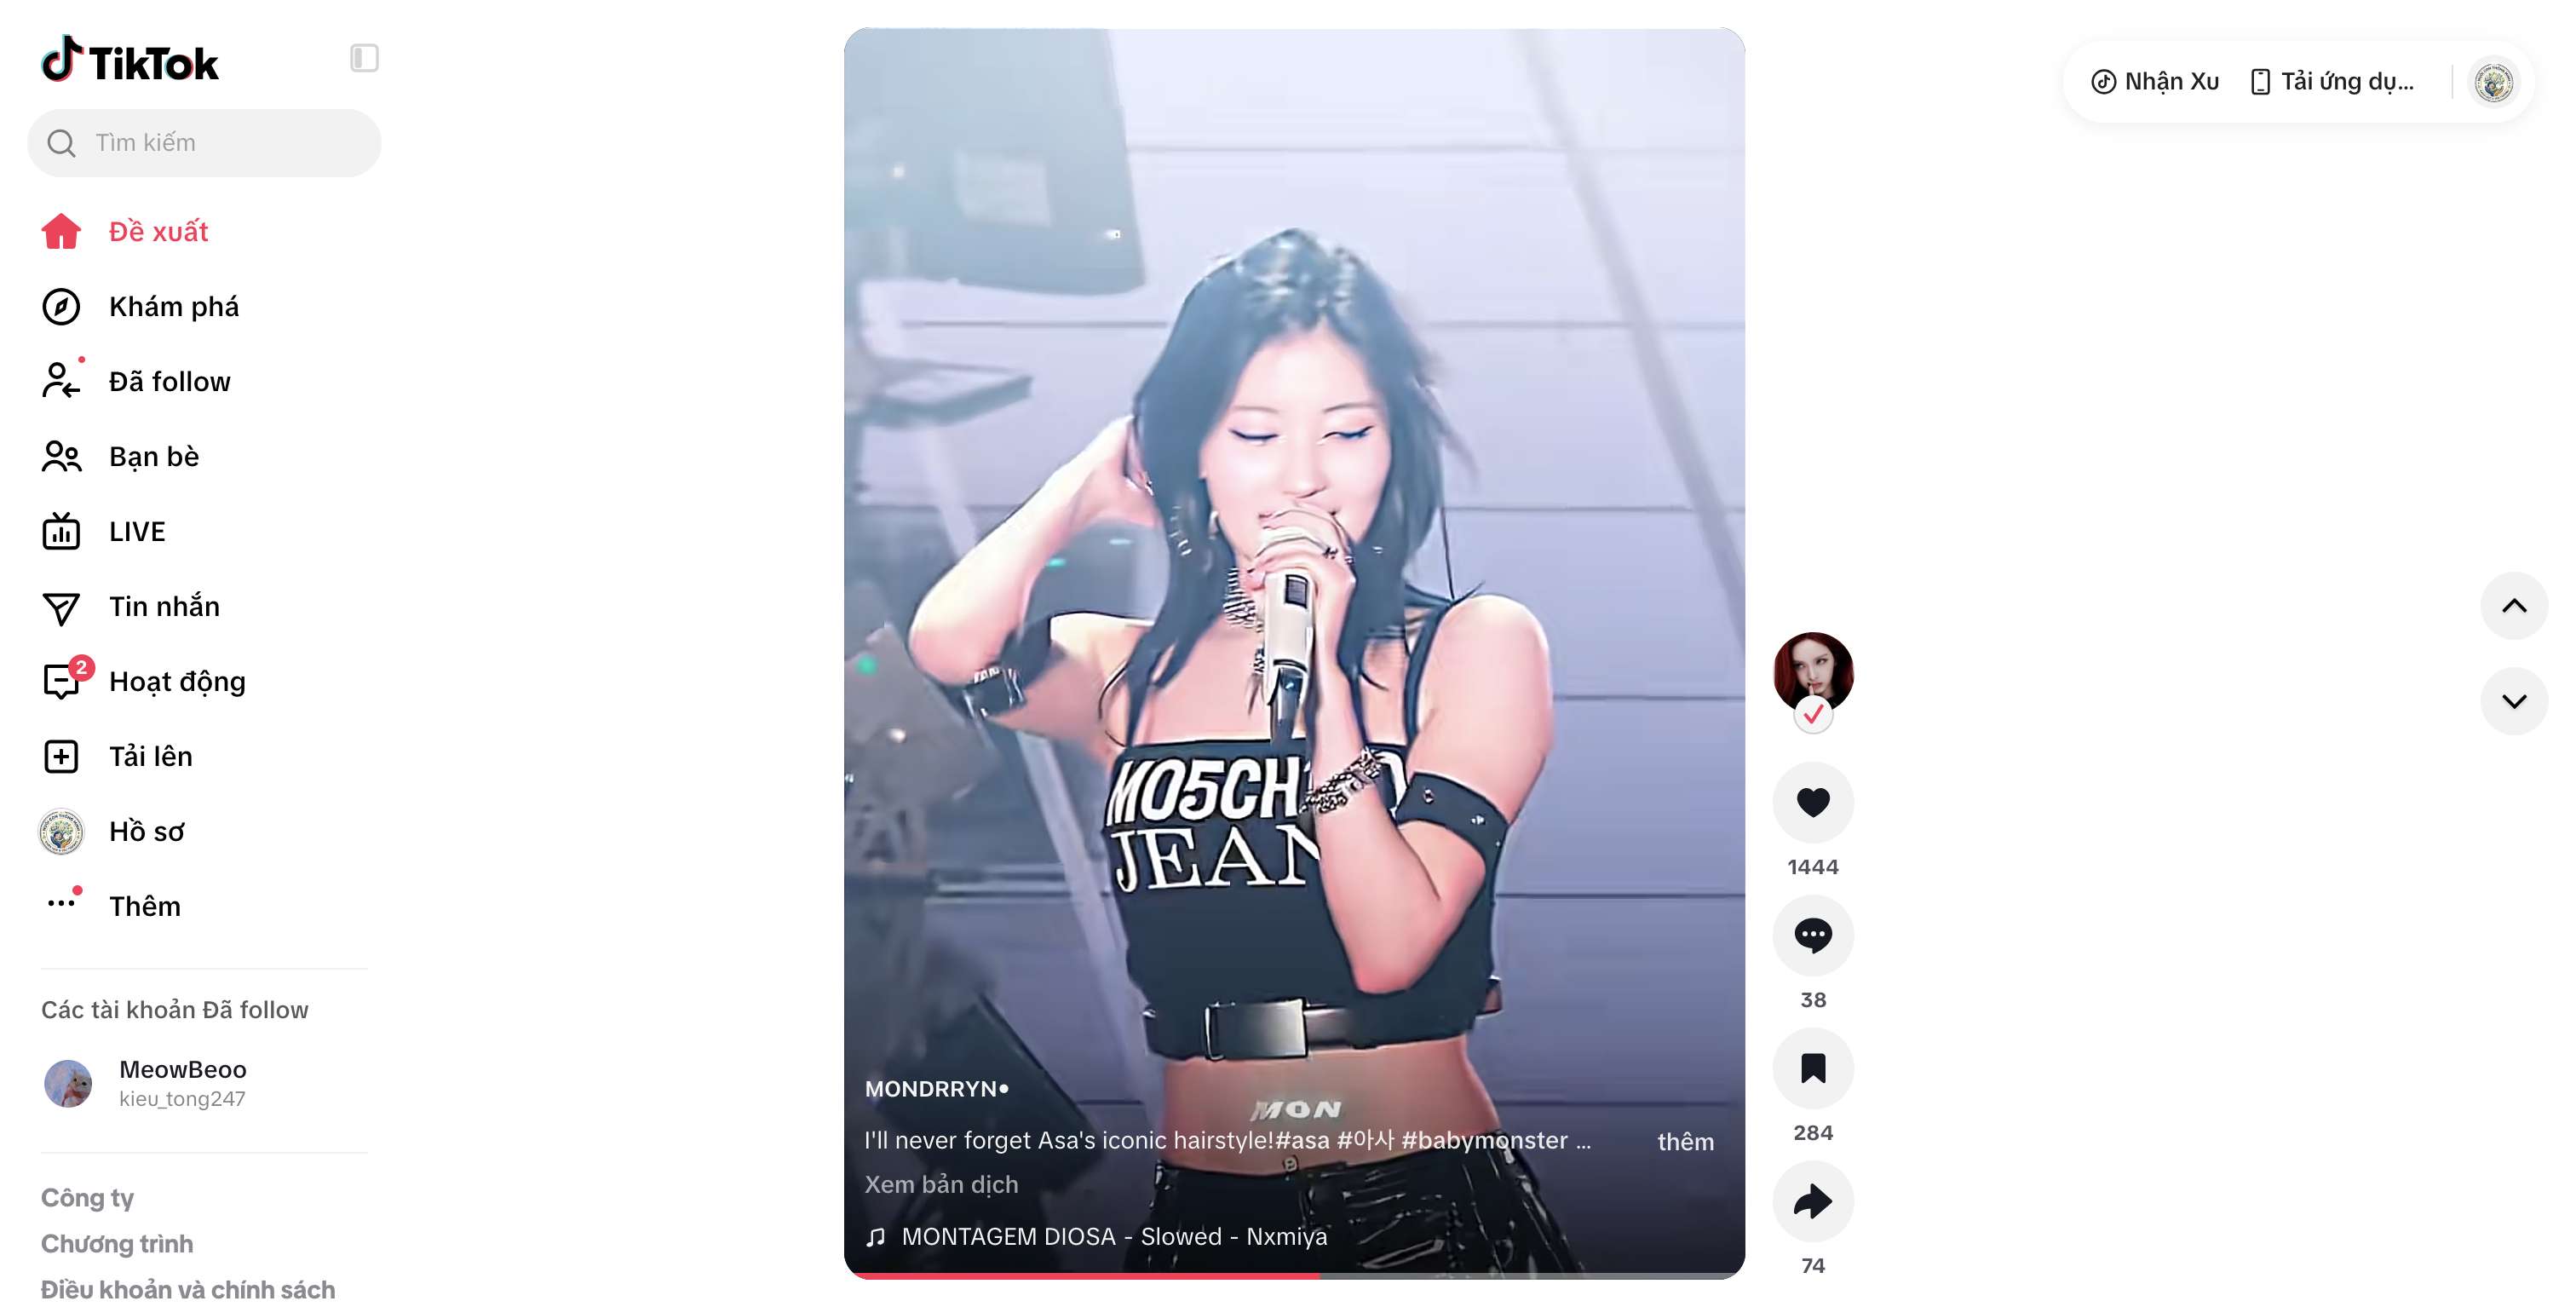 TikTok
Tìm kiếm
Đề xuất
Khám phá
Đã follow
Bạn bè
LIVE
Tin nhắn
2
Hoạt động
Tải lên
Hồ sơ
Thêm
Các tài khoản Đã follow
MeowBeoo
kieu_tong247
Công ty
Chương trình
Điều khoản và chính sách
MO5CH
JEAN
MON
MONDRRYN•
I'll never forget Asa's iconic hairstyle!#asa #아사 #babymonster ...
thêm
Xem bản dịch
MONTAGEM DIOSA - Slowed - Nxmiya
1444
38
284
74
Nhận Xu
Tải ứng dụ...